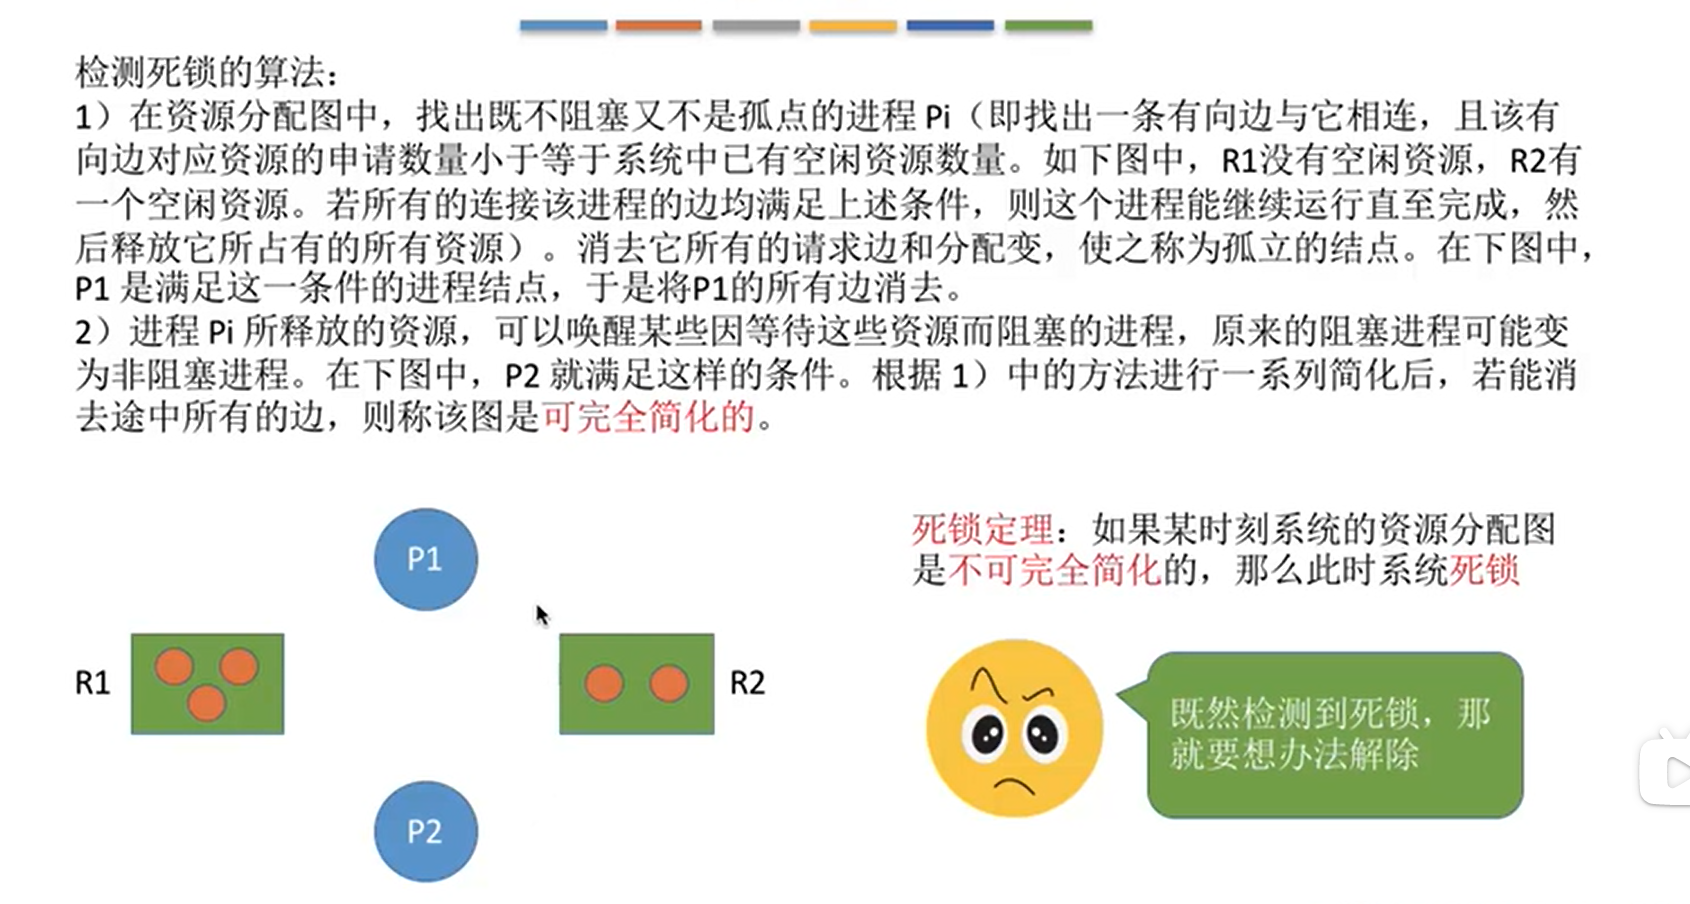 检测死锁的算法：
1）在资源分配图中，找出既不阻塞又不是孤点的进程 Pi（即找出一条有向边与它相连，且该有
向边对应资源的申请数量小于等于系统中已有空闲资源数量。如下图中，R1没有空闲资源，R2有
一个空闲资源。若所有的连接该进程的边均满足上述条件，则这个进程能继续运行直至完成，然
后释放它所占有的所有资源）。消去它所有的请求边和分配变，使之称为孤立的结点。在下图中，
P1 是满足这一条件的进程结点，于是将P1的所有边消去。
2）进程 Pi 所释放的资源，可以唤醒某些因等待这些资源而阻塞的进程，原来的阻塞进程可能变
为非阻塞进程。在下图中，P2 就满足这样的条件。根据 1）中的方法进行一系列简化后，若能消
去途中所有的边，则称该图是可完全简化的。
P1
R1
R2
P2
死锁定理：如果某时刻系统的资源分配图
是不可完全简化的，那么此时系统死锁
既然检测到死锁，那
就要想办法解除